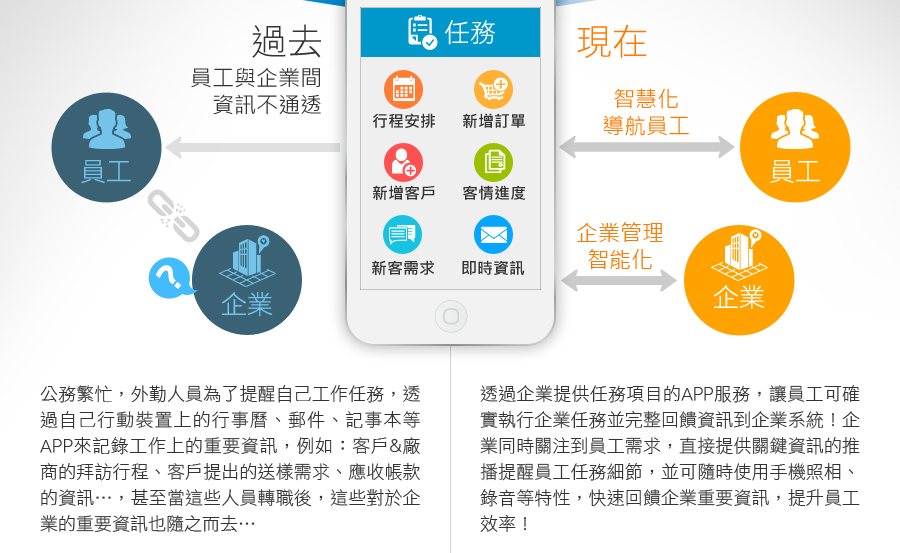 過去
員工與企業間
資訊不通透
員工
企業
?
任務
行程安排
新增訂單
新增客戶
客情進度
新客需求
即時資訊
現在
智慧化
導航員工
員工
企業管理
智能化
企業
公務繁忙，外勤人員為了提醒自己工作任務，透
過自己行動裝置上的行事曆、郵件、記事本等
APP來記錄工作上的重要資訊，例如：客戶&廠
商的拜訪行程、客戶提出的送樣需求、應收帳款
的資訊⋯，甚至當這些人員轉職後，這些對於企
業的重要資訊也隨之而去⋯
透過企業提供任務項目的APP服務，讓員工可確
實執行企業任務並完整回饋資訊到企業系統！企
業同時關注到員工需求，直接提供關鍵資訊的推
播提醒員工任務細節，並可隨時使用手機照相、
錄音等特性，快速回饋企業重要資訊，提升員工
效率！